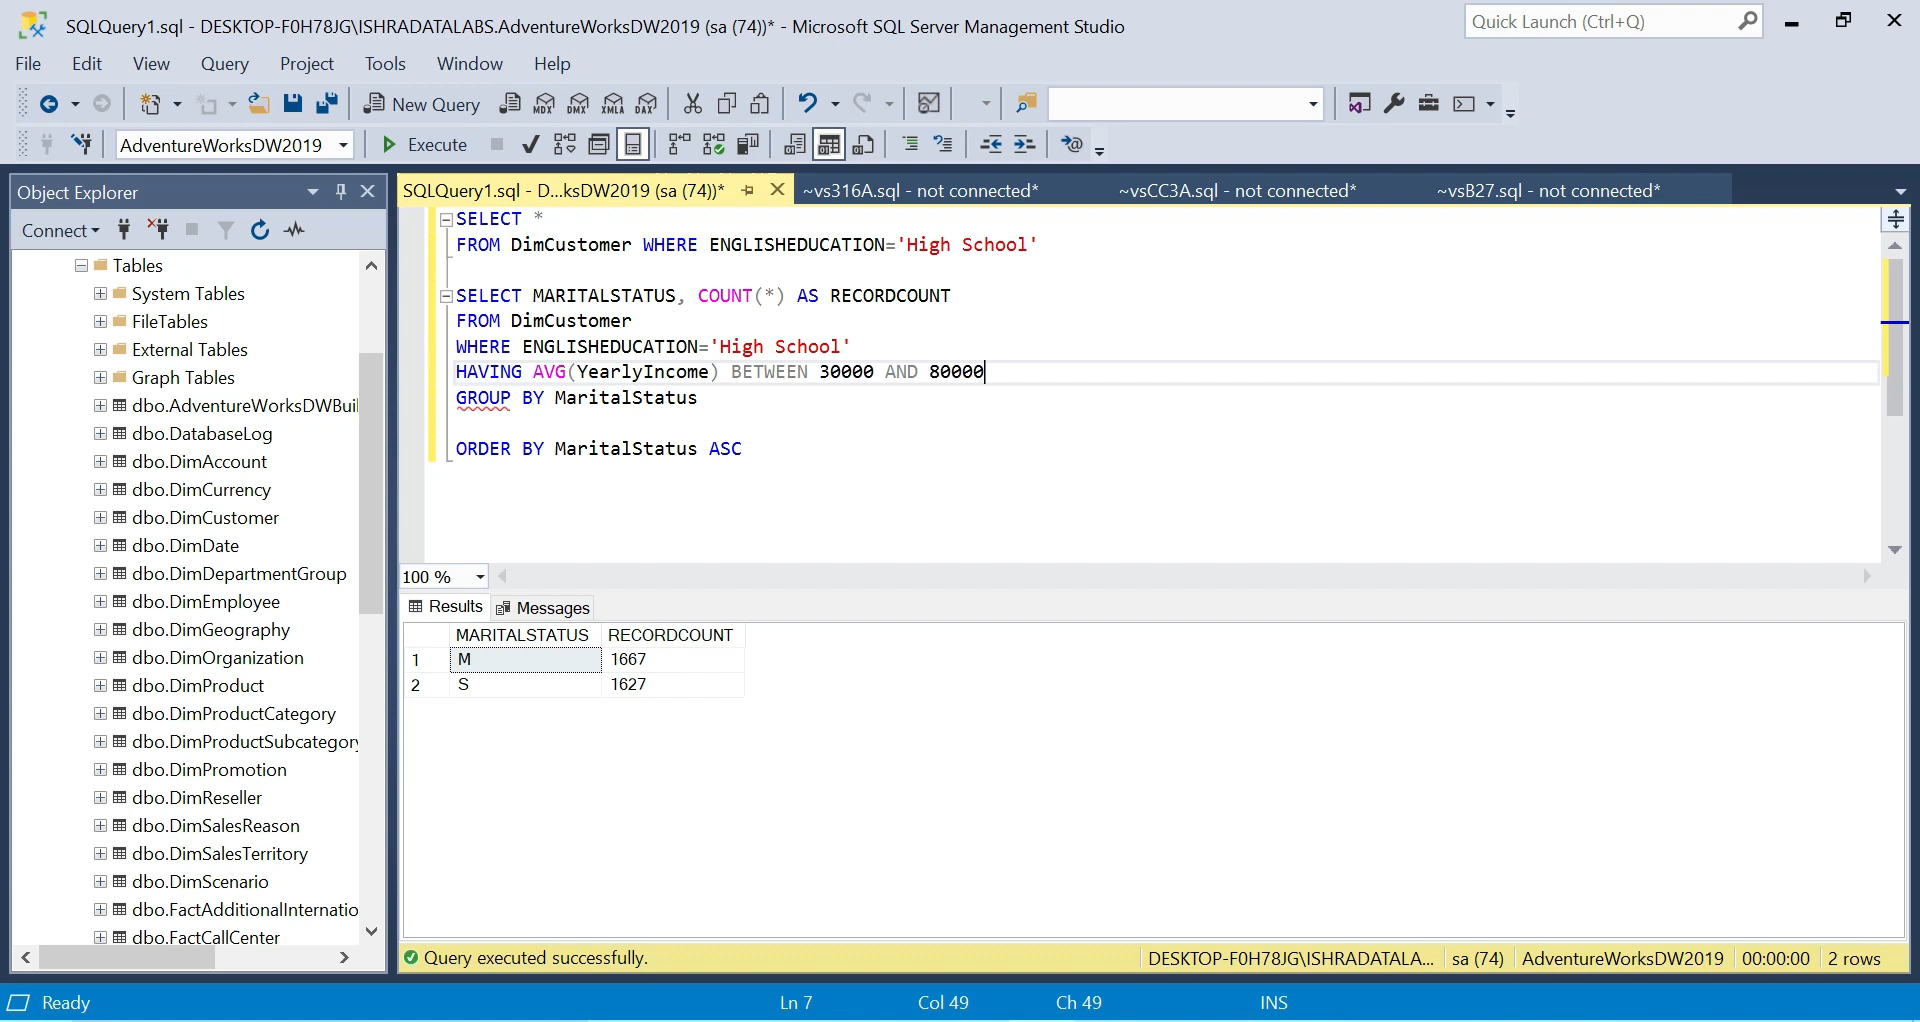 SQLQuery1.sql - DESKTOP-F0H78JG\ISHRADATALABS.AdventureWorksDW2019 (sa (74))* - Microsoft SQL Server Management Studio
Quick Launch (Ctrl+Q)
File Edit View Query Project Tools Window Help
New Query MDX DMX XMLA DAX
AdventureWorksDW2019 Execute
Object Explorer
SQLQuery1.sql - D...ksDW2019 (sa (74))* ~vs316A.sql - not connected* ~vsCC3A.sql - not connected* ~vsB27.sql - not connected*
Connect
Tables
System Tables
FileTables
External Tables
Graph Tables
dbo.AdventureWorksDWBuil
dbo.DatabaseLog
dbo.DimAccount
dbo.DimCurrency
dbo.DimCustomer
dbo.DimDate
dbo.DimDepartmentGroup
dbo.DimEmployee
dbo.DimGeography
dbo.DimOrganization
dbo.DimProduct
dbo.DimProductCategory
dbo.DimProductSubcategory
dbo.DimPromotion
dbo.DimReseller
dbo.DimSalesReason
dbo.DimSalesTerritory
dbo.DimScenario
dbo.FactAdditionalInternatio
dbo.FactCallCenter
SELECT *
FROM DimCustomer WHERE ENGLISHEDUCATION='High School'
SELECT MARITALSTATUS, COUNT(*) AS RECORDCOUNT
FROM DimCustomer
WHERE ENGLISHEDUCATION='High School'
HAVING AVG(YearlyIncome) BETWEEN 30000 AND 80000
GROUP BY MaritalStatus
ORDER BY MaritalStatus ASC
100 %
Results Messages
MARITALSTATUS RECORDCOUNT
1 M 1667
2 S 1627
Query executed successfully. DESKTOP-F0H78JG\ISHRADATALA... sa (74) AdventureWorksDW2019 00:00:00 2 rows
Ready Ln 7 Col 49 Ch 49 INS